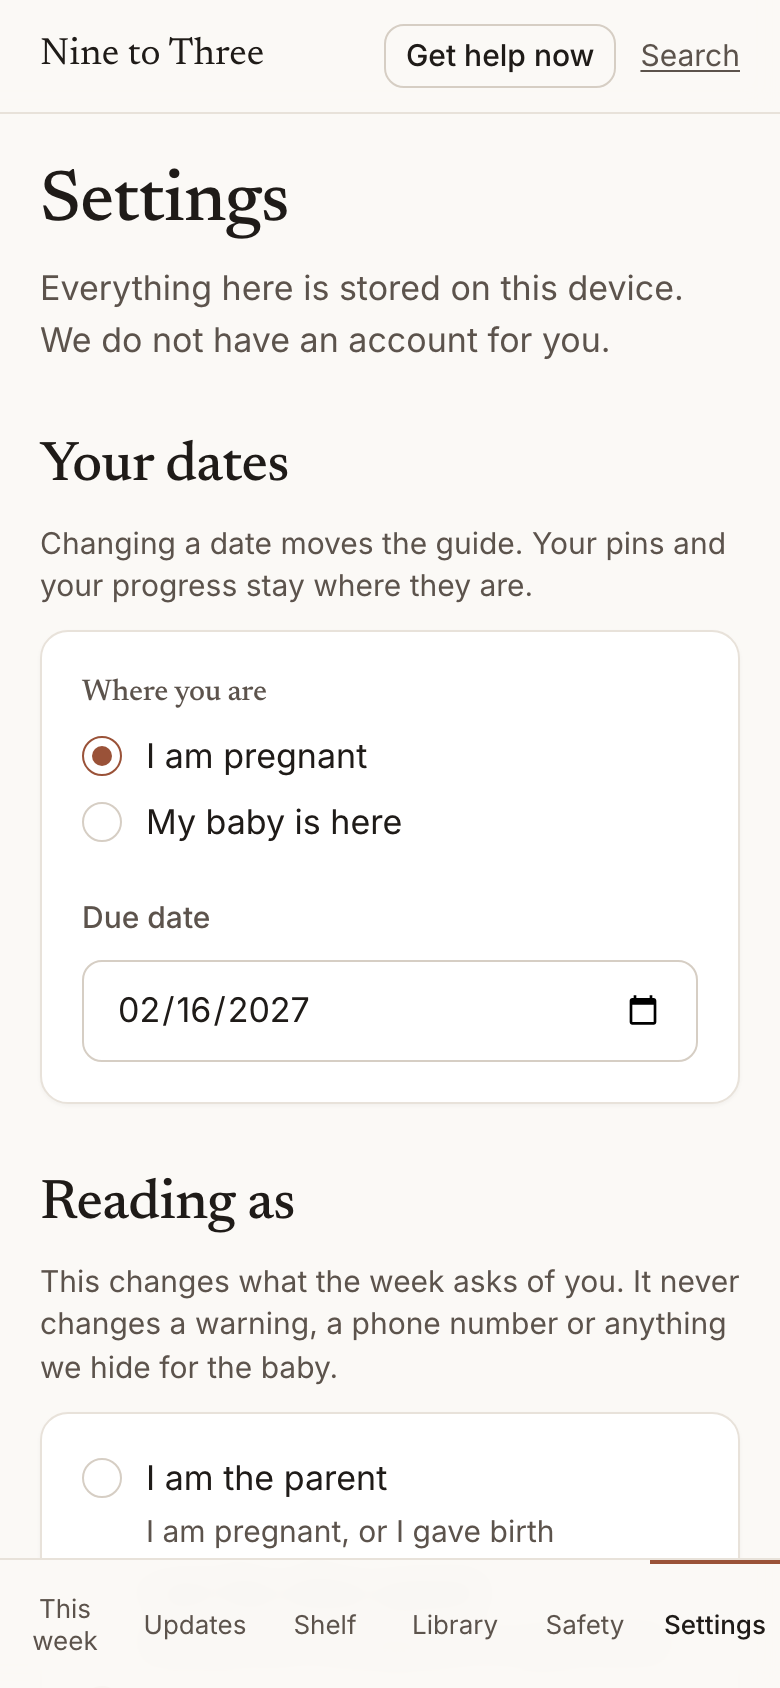 Nine to Three
Get help now
Search
Settings
Everything here is stored on this device.
We do not have an account for you.
Your dates
Changing a date moves the guide. Your pins and
your progress stay where they are.
Where you are
I am pregnant
My baby is here
Due date
02/16/2027
Reading as
This changes what the week asks of you. It never
changes a warning, a phone number or anything
we hide for the baby.
I am the parent
I am pregnant, or I gave birth
This
week
Updates
Shelf
Library
Safety
Settings